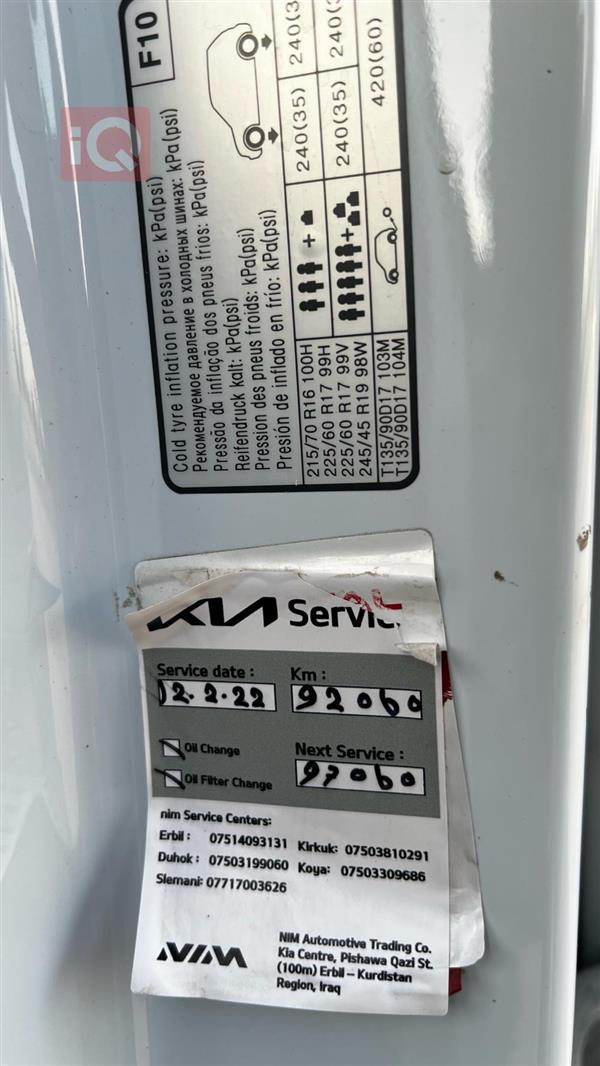 iQ
F10
Cold tyre inflation pressure: kPa(psi)
Рекомендуемое давление в холодных шинах: kPa(psi)
Pressão da inflação dos pneus frios: kPa(psi)
Reifendruck kalt: kPa(psi)
Pression des pneus froids: kPa(psi)
Presión de inflado en frío: kPa(psi)
215/70 R16 100H
225/60 R17 99H
225/60 R17 99V
245/45 R19 98W
+ 240(35) 240(3
+ 240(35) 240(3
T135/90D17 103M
T135/90D17 104M
420(60)
KIA Servic
Service date : Km :
12.2.22 92060
Oil Change Next Service :
Oil Filter Change 97060
nim Service Centers:
Erbil : 07514093131 Kirkuk: 07503810291
Duhok : 07503199060 Koya: 07503309686
Slemani: 07717003626
NIM
NIM Automotive Trading Co.
Kia Centre, Pishawa Qazi St.
(100m) Erbil – Kurdistan
Region, Iraq